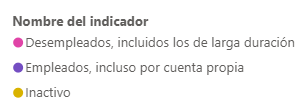 Nombre del indicador
Desempleados, incluidos los de larga duración
Empleados, incluso por cuenta propia
Inactivo